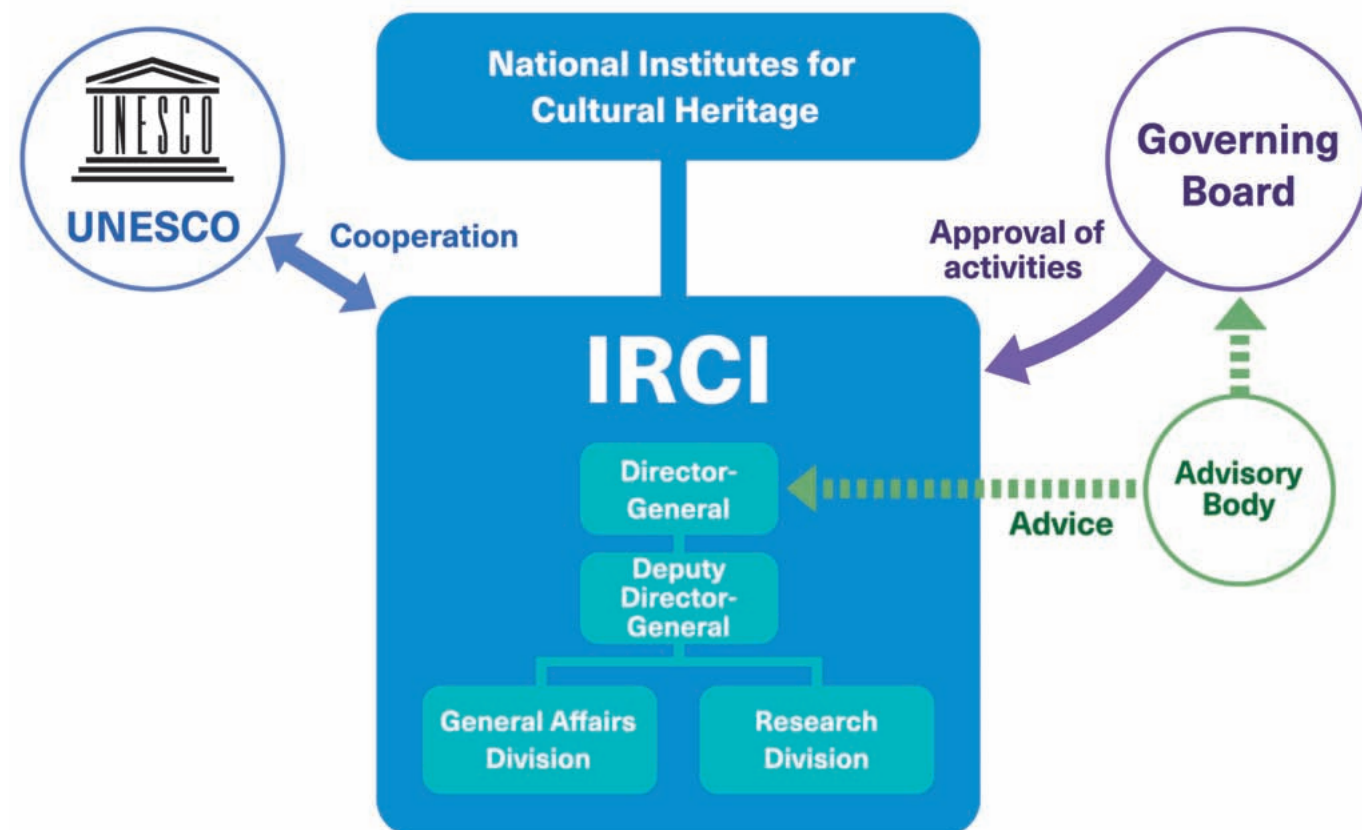 National Institutes for
Cultural Heritage
UNESCO
UNESCO
Cooperation
Governing
Board
Approval of
activities
IRCI
Director-
General
Advice
Advisory
Body
Deputy
Director-
General
General Affairs
Division
Research
Division